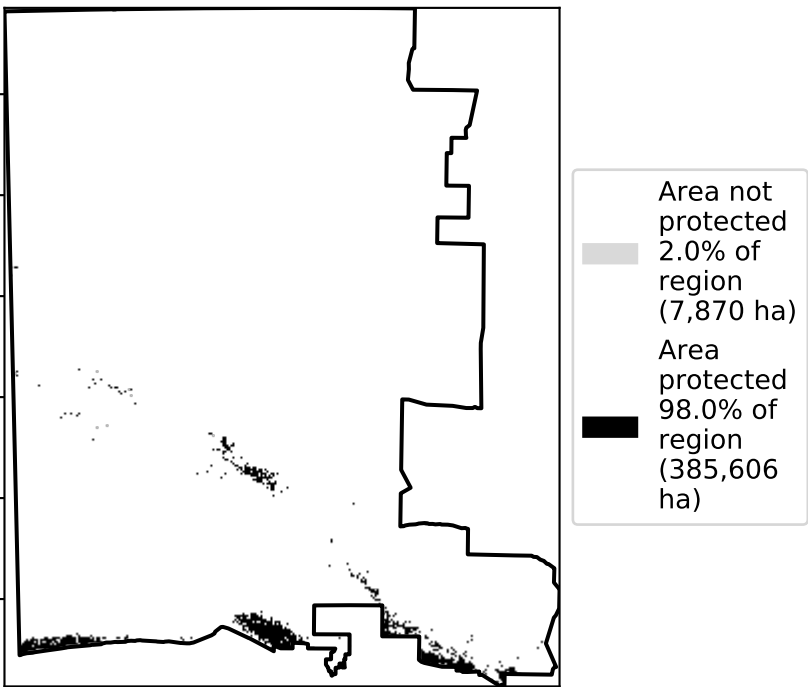 Area not
protected
2.0% of
region
(7,870 ha)
Area
protected
98.0% of
region
(385,606
ha)